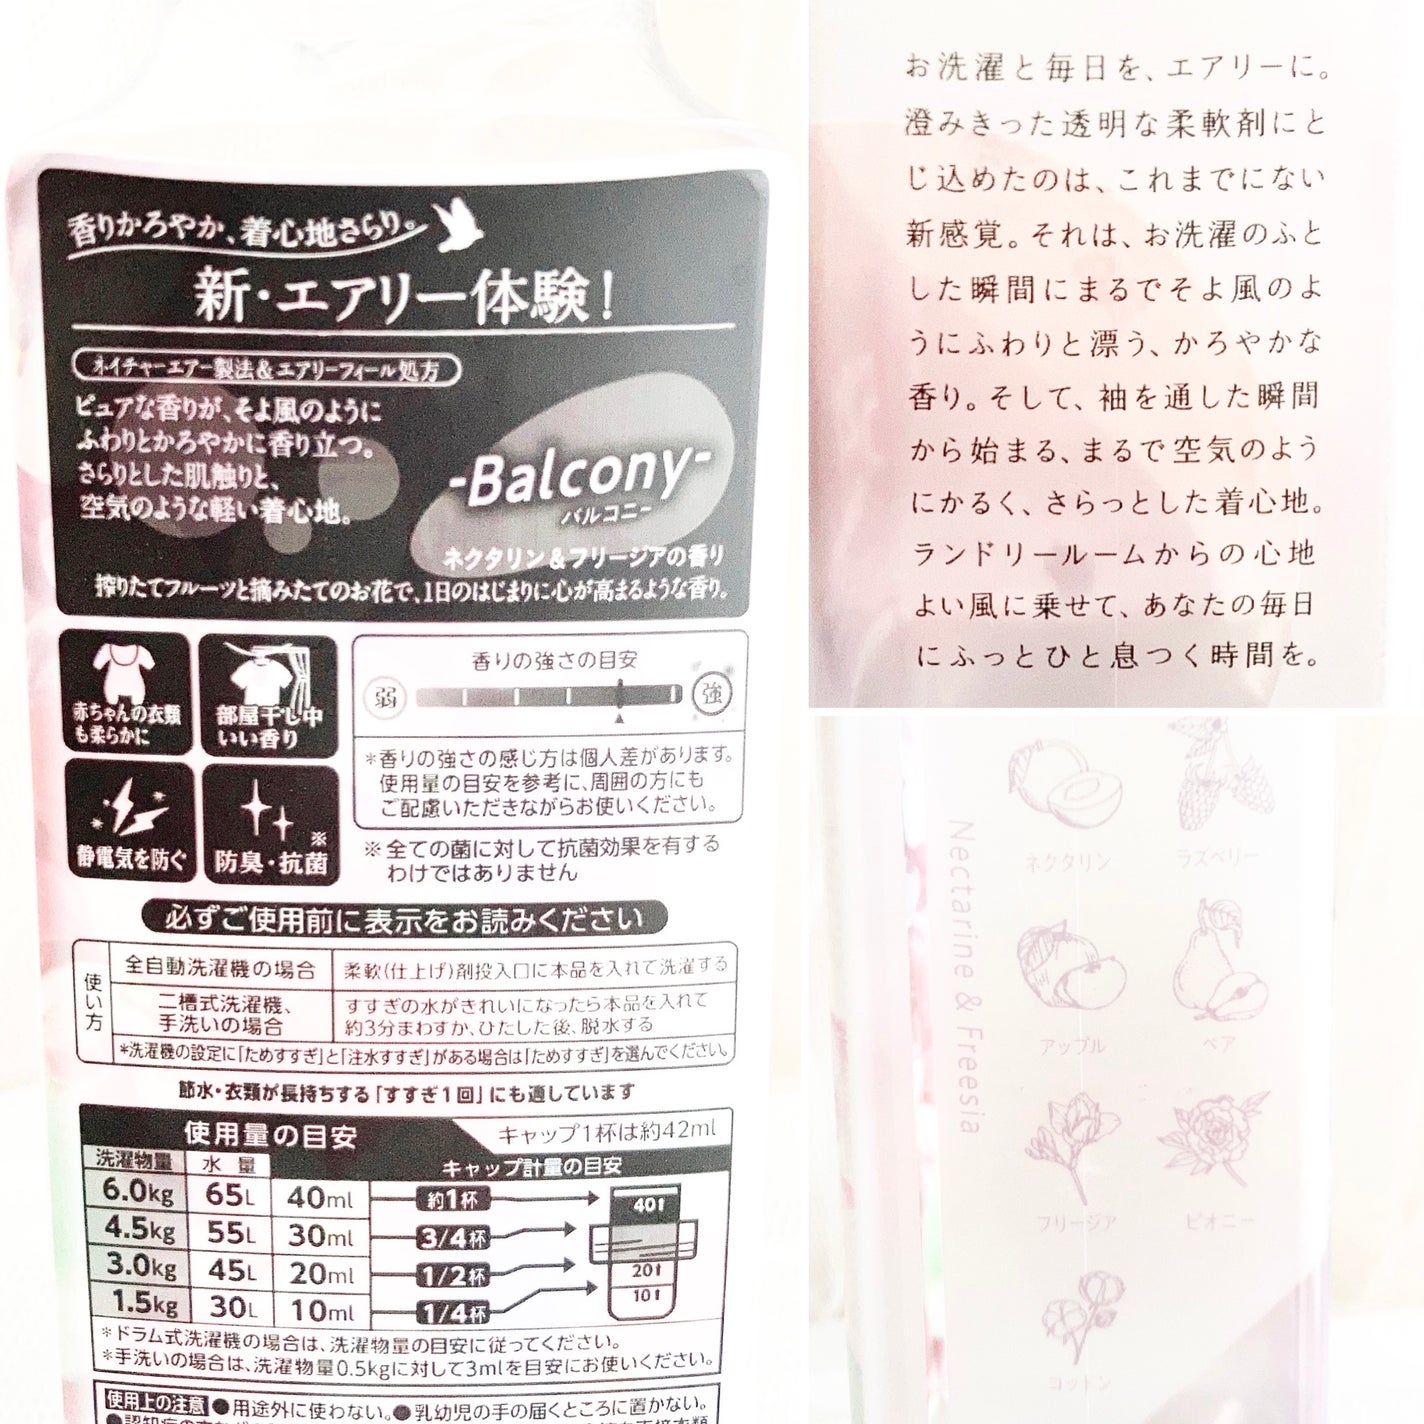 香りかろやか、着心地さらり。
新・エアリー体験！
ネイチャーエアー製法&エアリーフィール処方
ピュアな香りが、そよ風のように
ふわりとかろやかに香り立つ。
さらりとした肌触りと、
空気のような軽い着心地。
-Balcony-
バルコニー
ネクタリン&フリージアの香り
搾りたてフルーツと摘みたてのお花で、1日のはじまりに心が高まるような香り。
赤ちゃんの衣類
も柔らかに
部屋干し中
いい香り
静電気を防ぐ
防臭・抗菌※
香りの強さの目安
弱
強
*香りの強さの感じ方は個人差があります。
使用量の目安を参考に、周囲の方にも
ご配慮いただきながらお使いください。
※全ての菌に対して抗菌効果を有する
わけではありません
必ずご使用前に表示をお読みください
使い方
全自動洗濯機の場合
柔軟(仕上げ)剤投入口に本品を入れて洗濯する
二槽式洗濯機、
手洗いの場合
すすぎの水がきれいになったら本品を入れて
約3分まわすか、ひたした後、脱水する
*洗濯機の設定に「ためすすぎ」と「注水すすぎ」がある場合は「ためすすぎ」を選んでください。
節水・衣類が長持ちする「すすぎ1回」にも適しています
使用量の目安
キャップ1杯は約42ml
洗濯物量 水量 キャップ計量の目安
6.0kg 65L 40ml 約1杯
4.5kg 55L 30ml 3/4杯
3.0kg 45L 20ml 1/2杯
1.5kg 30L 10ml 1/4杯
40
20
10
*ドラム式洗濯機の場合は、洗濯物量の目安に従ってください。
*手洗いの場合は、洗濯物量0.5kgに対して3mlを目安にお使いください。
使用上の注意 ●用途外に使わない。●乳幼児の手の届くところに置かない。
お洗濯と毎日を、エアリーに。
澄みきった透明な柔軟剤にと
じ込めたのは、これまでにない
新感覚。それは、お洗濯のふと
した瞬間にまるでそよ風のよ
うにふわりと漂う、かろやかな
香り。そして、袖を通した瞬間
から始まる、まるで空気のよう
にかるく、さらっとした着心地。
ランドリールームからの心地
よい風に乗せて、あなたの毎日
にふっとひと息つく時間を。
Nectarine & Freesia
ネクタリン
ラズベリー
アップル
ペア
フリージア
ピオニー
コットン